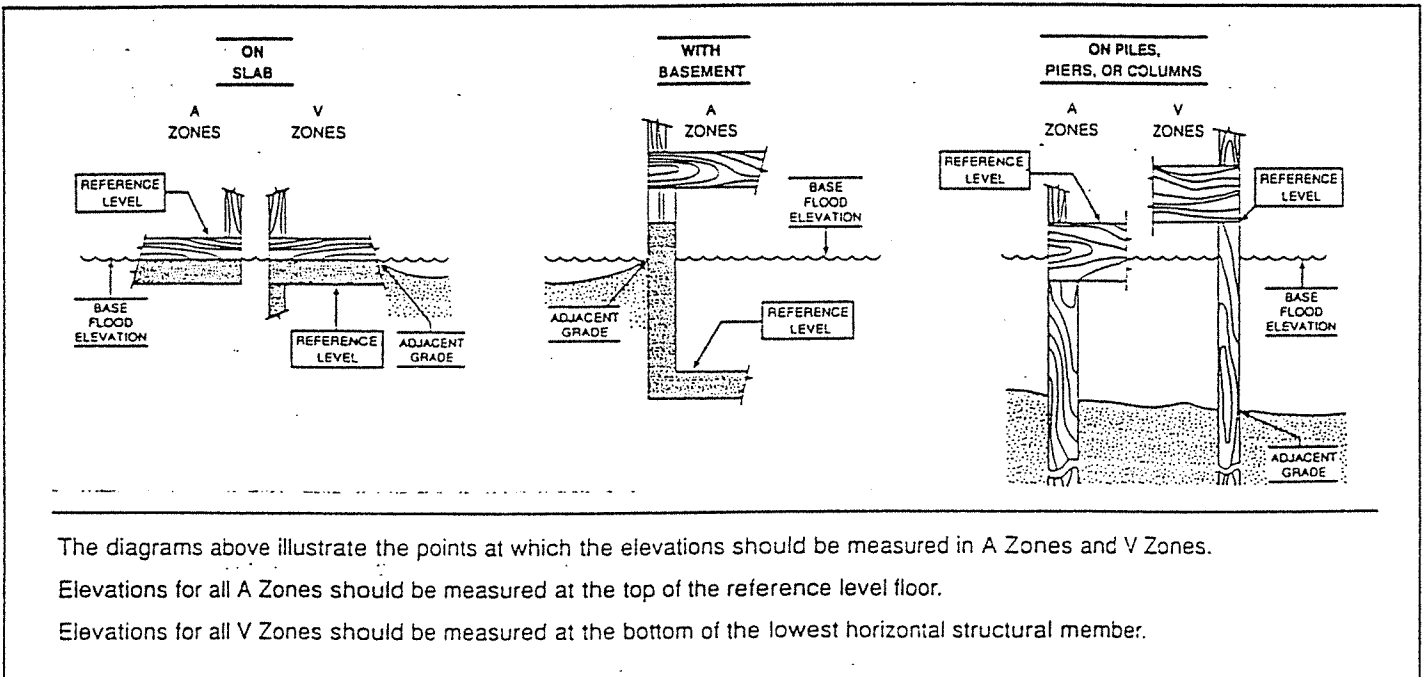 ON
SLAB
A
ZONES
V
ZONES
REFERENCE
LEVEL
BASE
FLOOD
ELEVATION
REFERENCE
LEVEL
ADJACENT
GRADE
WITH
BASEMENT
A
ZONES
BASE
FLOOD
ELEVATION
ADJACENT
GRADE
REFERENCE
LEVEL
ON PILES,
PIERS, OR COLUMNS
A
ZONES
V
ZONES
REFERENCE
LEVEL
REFERENCE
LEVEL
BASE
FLOOD
ELEVATION
ADJACENT
GRADE
The diagrams above illustrate the points at which the elevations should be measured in A Zones and V Zones.
Elevations for all A Zones should be measured at the top of the reference level floor.
Elevations for all V Zones should be measured at the bottom of the lowest horizontal structural member.